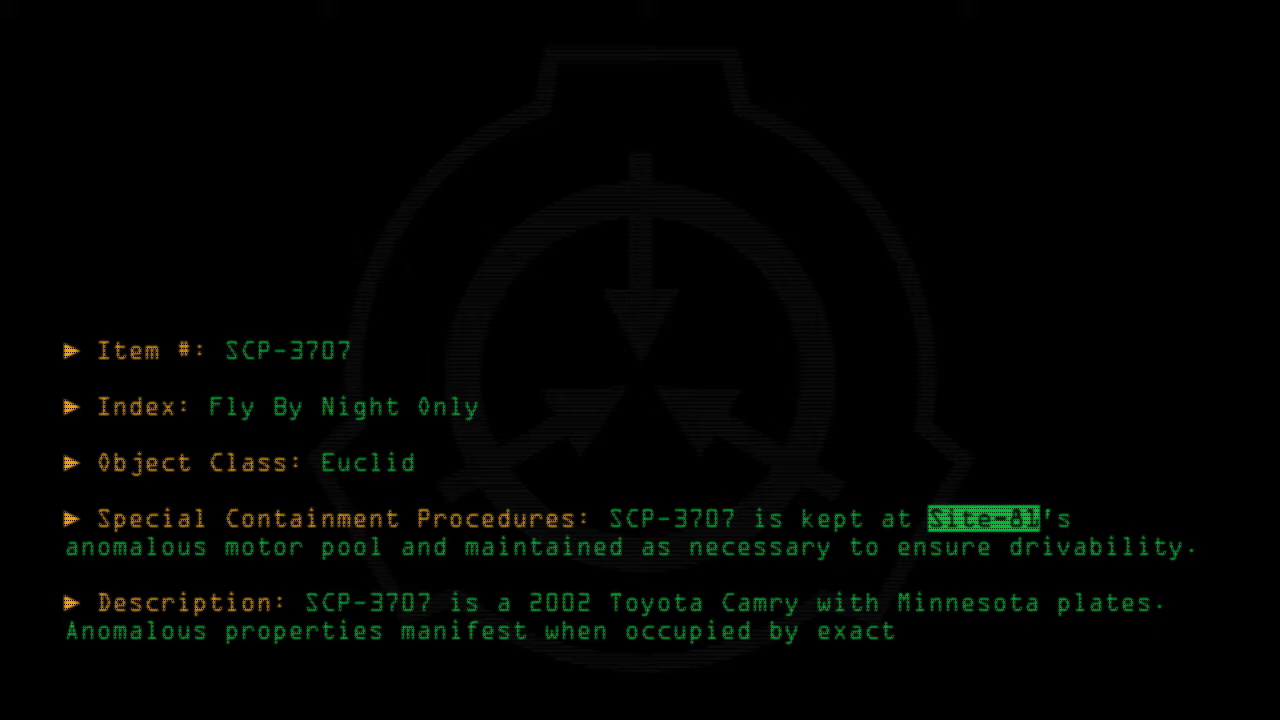 ► Item #: SCP-3707
► Index: Fly By Night Only
► Object Class: Euclid
► Special Containment Procedures: SCP-3707 is kept at Site-81's
anomalous motor pool and maintained as necessary to ensure drivability.
► Description: SCP-3707 is a 2002 Toyota Camry with Minnesota plates.
Anomalous properties manifest when occupied by exact